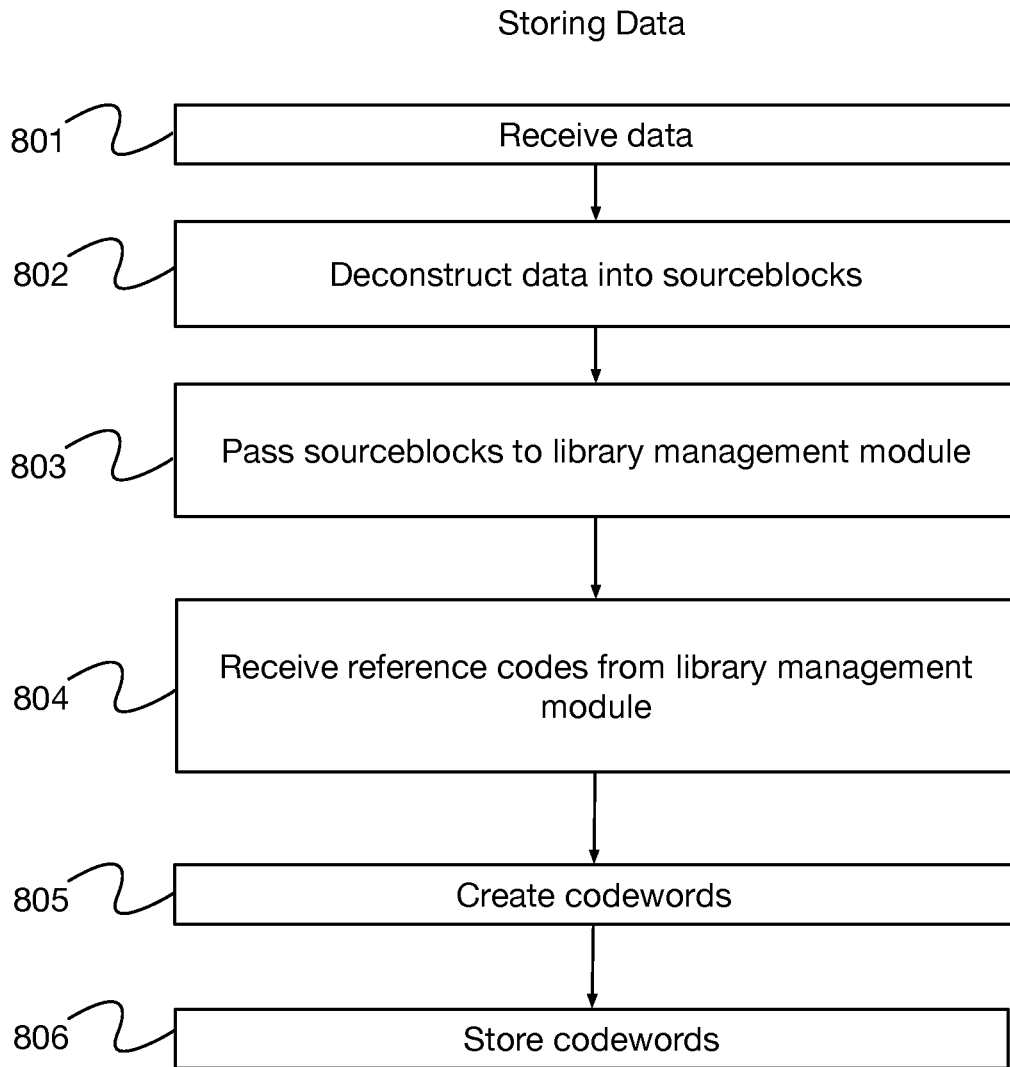 Storing Data
801
Receive data
802
Deconstruct data into sourceblocks
803
Pass sourceblocks to library management module
804
Receive reference codes from library management
module
805
Create codewords
806
Store codewords